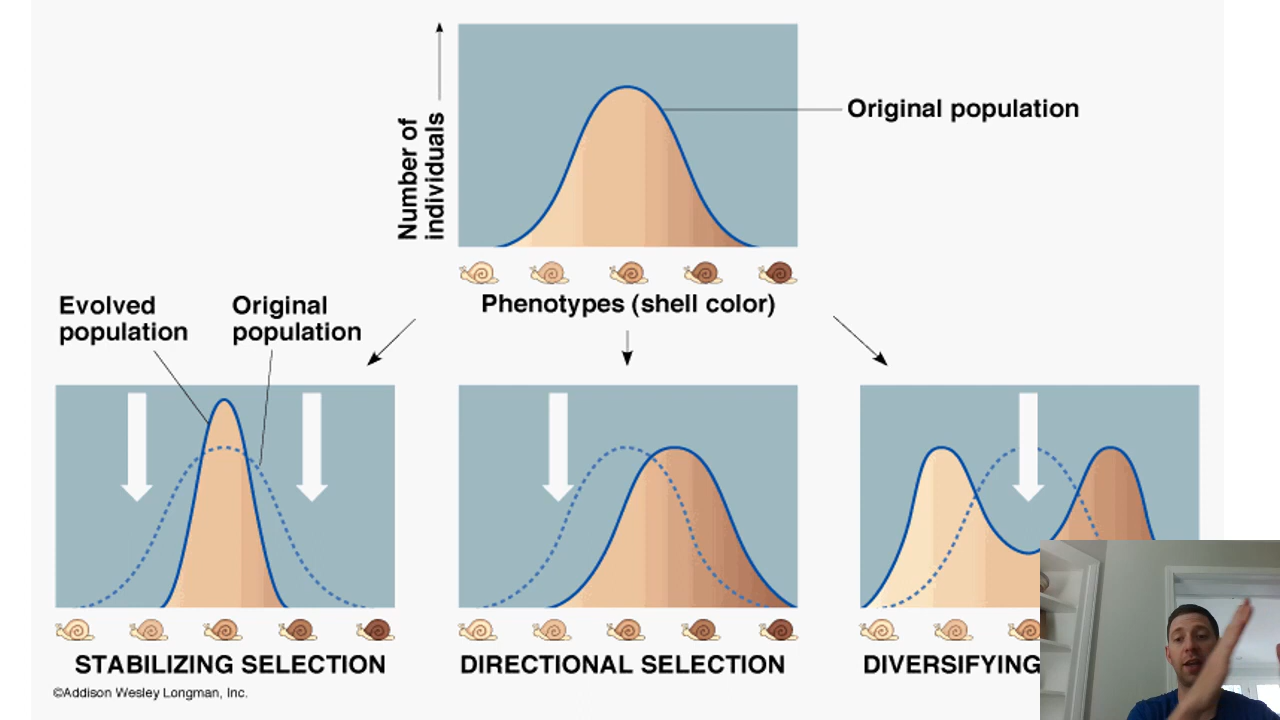 Number of
individuals
Original population
Phenotypes (shell color)
Evolved
population
Original
population
STABILIZING SELECTION
DIRECTIONAL SELECTION
DIVERSIFYING
©Addison Wesley Longman, Inc.